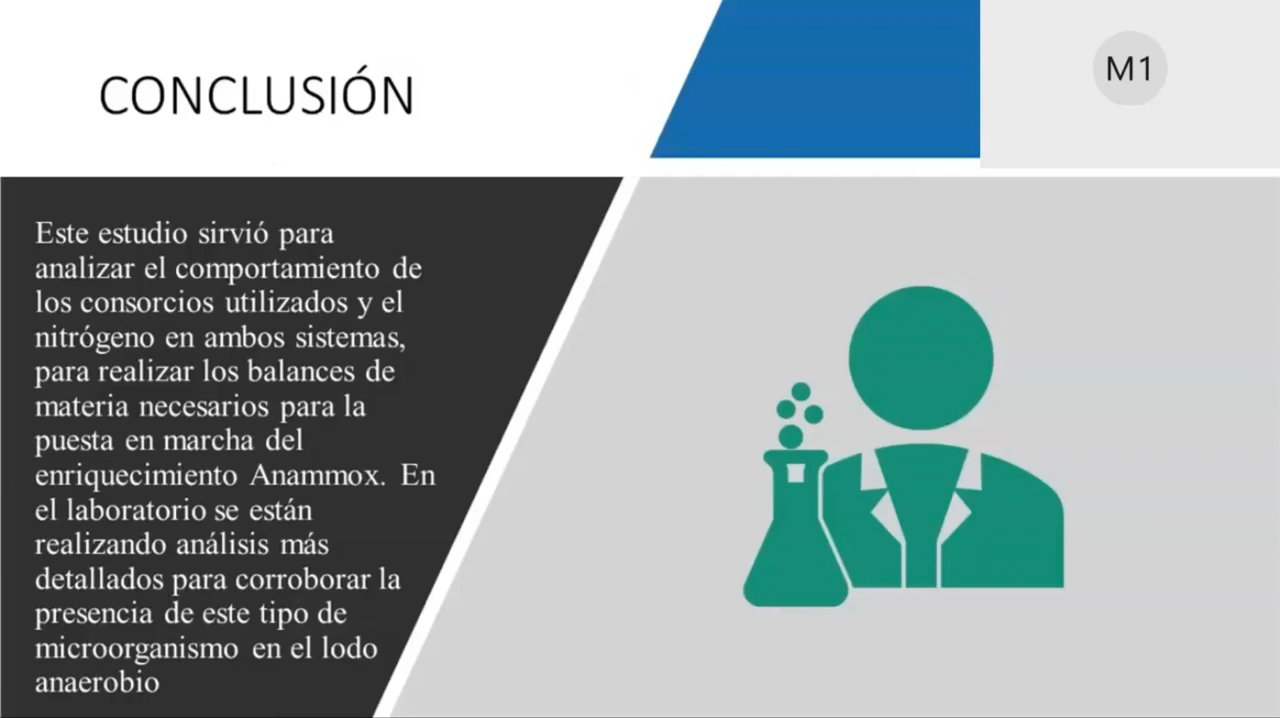 CONCLUSIÓN
M1
Este estudio sirvió para
analizar el comportamiento de
los consorcios utilizados y el
nitrógeno en ambos sistemas,
para realizar los balances de
materia necesarios para la
puesta en marcha del
enriquecimiento Anammox. En
el laboratorio se están
realizando análisis más
detallados para corroborar la
presencia de este tipo de
microorganismo en el lodo
anaerobio